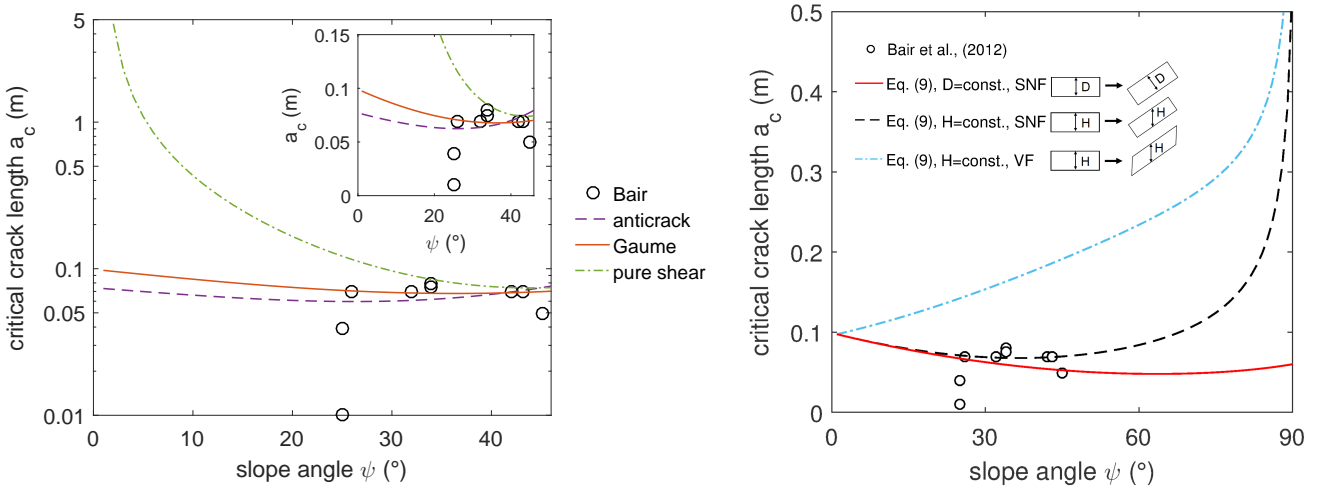 critical crack length a_c (m)
5
1
0.5
0.1
0.05
0.01
0
10
20
30
40
slope angle ψ (°)
a_c (m)
0.15
0.1
0.05
0
0
20
40
ψ (°)
Bair
anticrack
Gaume
pure shear
critical crack length a_c (m)
0.5
0.4
0.3
0.2
0.1
0
0
30
60
90
slope angle ψ (°)
Bair et al., (2012)
Eq. (9), D=const., SNF D D
Eq. (9), H=const., SNF H H
Eq. (9), H=const., VF H H